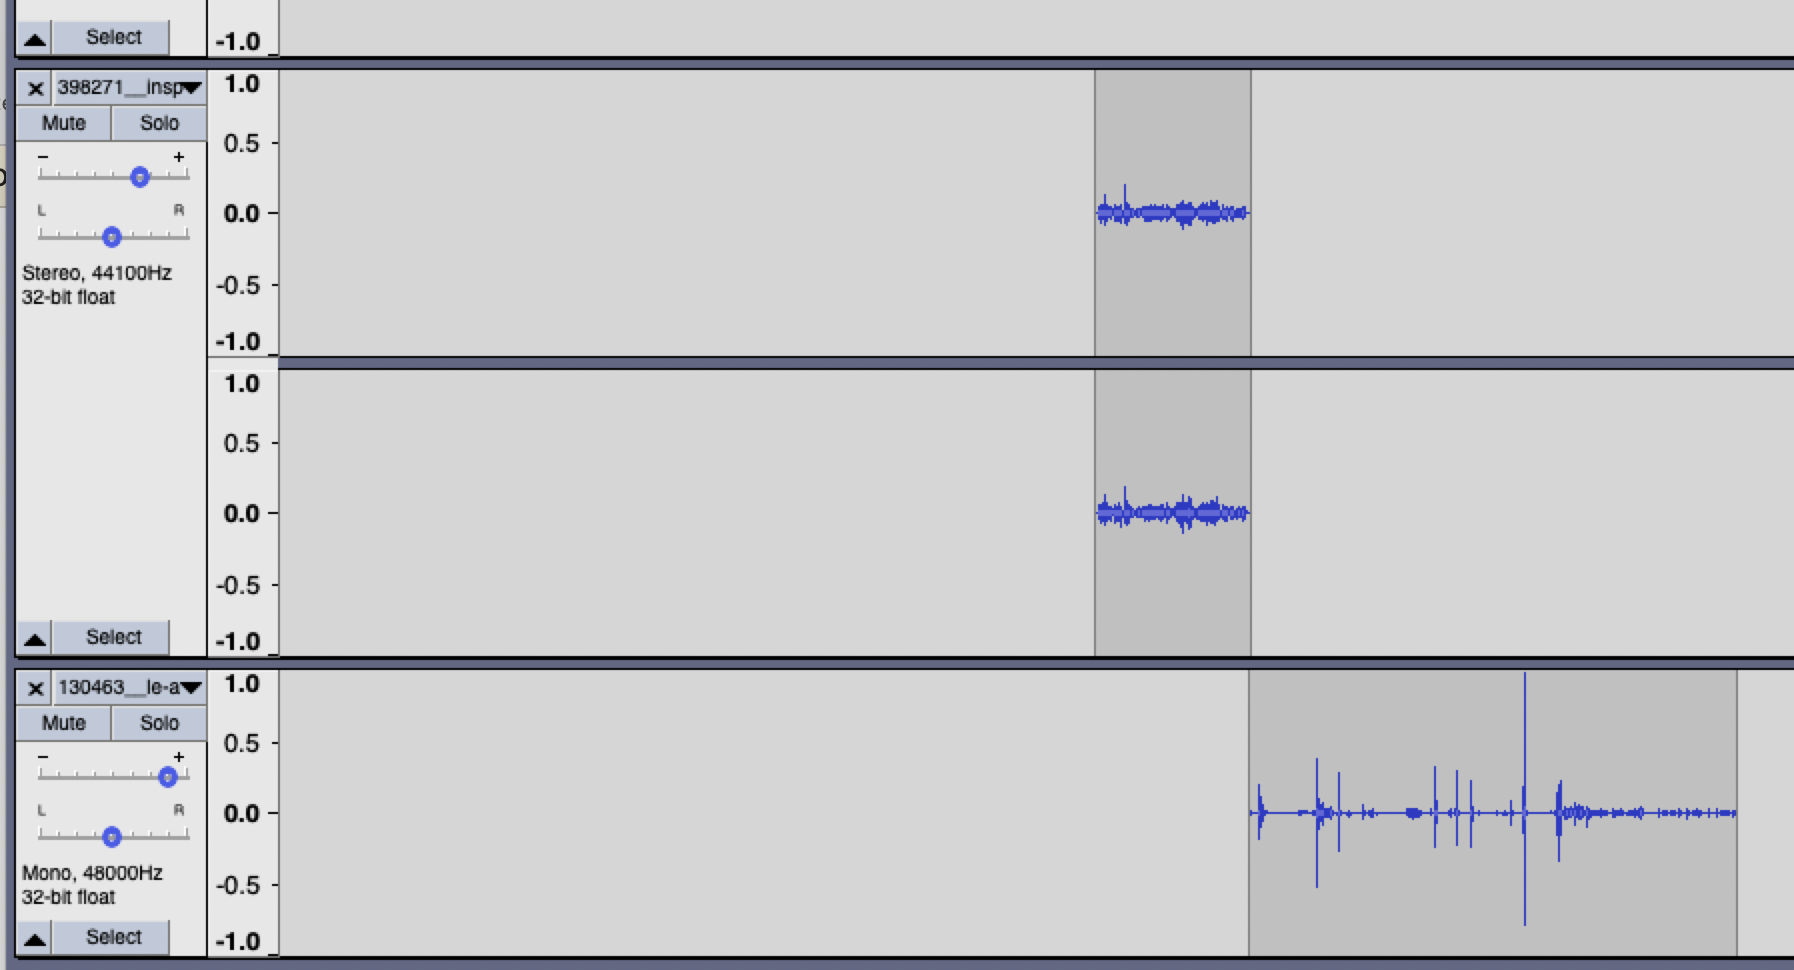 Select
-1.0
398271__insp
1.0
Mute Solo
0.5
- +
L R
0.0
Stereo, 44100Hz
-0.5
32-bit float
-1.0
1.0
0.5
0.0
-0.5
Select
-1.0
130463__le-a
1.0
Mute Solo
0.5
- +
L R
0.0
Mono, 48000Hz
-0.5
32-bit float
Select
-1.0